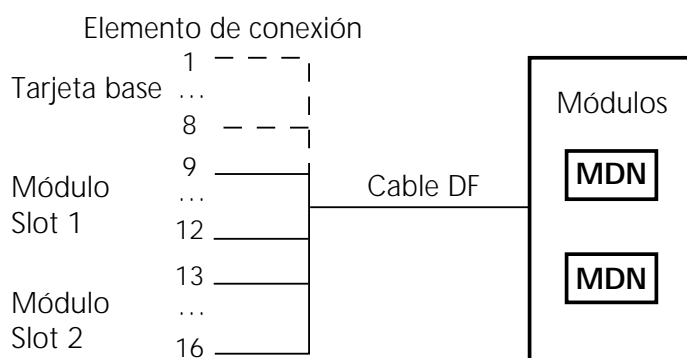 Elemento de conexión
1
Tarjeta base ...
8
9
Módulo
Slot 1
...
12
13
Módulo
Slot 2
...
16
Cable DF
Módulos
MDN
MDN